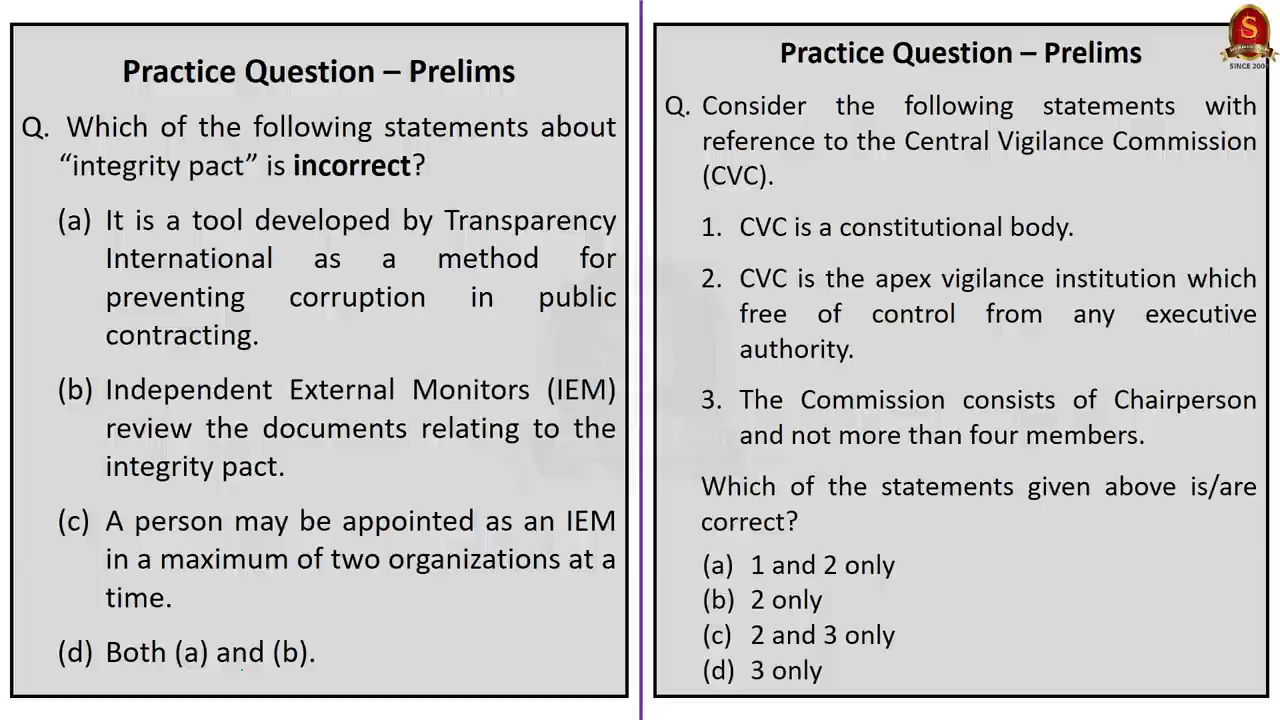 Practice Question – Prelims
Q. Which of the following statements about
“integrity pact” is incorrect?
(a) It is a tool developed by Transparency
International as a method for
preventing corruption in public
contracting.
(b) Independent External Monitors (IEM)
review the documents relating to the
integrity pact.
(c) A person may be appointed as an IEM
in a maximum of two organizations at a
time.
(d) Both (a) and (b).
Practice Question – Prelims
Q. Consider the following statements with
reference to the Central Vigilance Commission
(CVC).
1. CVC is a constitutional body.
2. CVC is the apex vigilance institution which
free of control from any executive
authority.
3. The Commission consists of Chairperson
and not more than four members.
Which of the statements given above is/are
correct?
(a) 1 and 2 only
(b) 2 only
(c) 2 and 3 only
(d) 3 only
S
SINCE 200